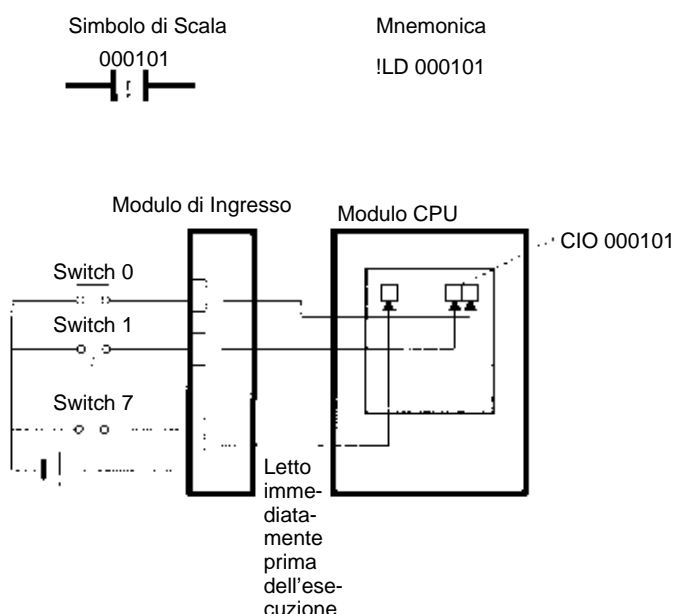 Simbolo di Scala
Mnemonica
000101
!LD 000101
Modulo di Ingresso
Modulo CPU
CIO 000101
Switch 0
Switch 1
Switch 7
Letto
imme-
diata-
mente
prima
dell'ese-
cuzione